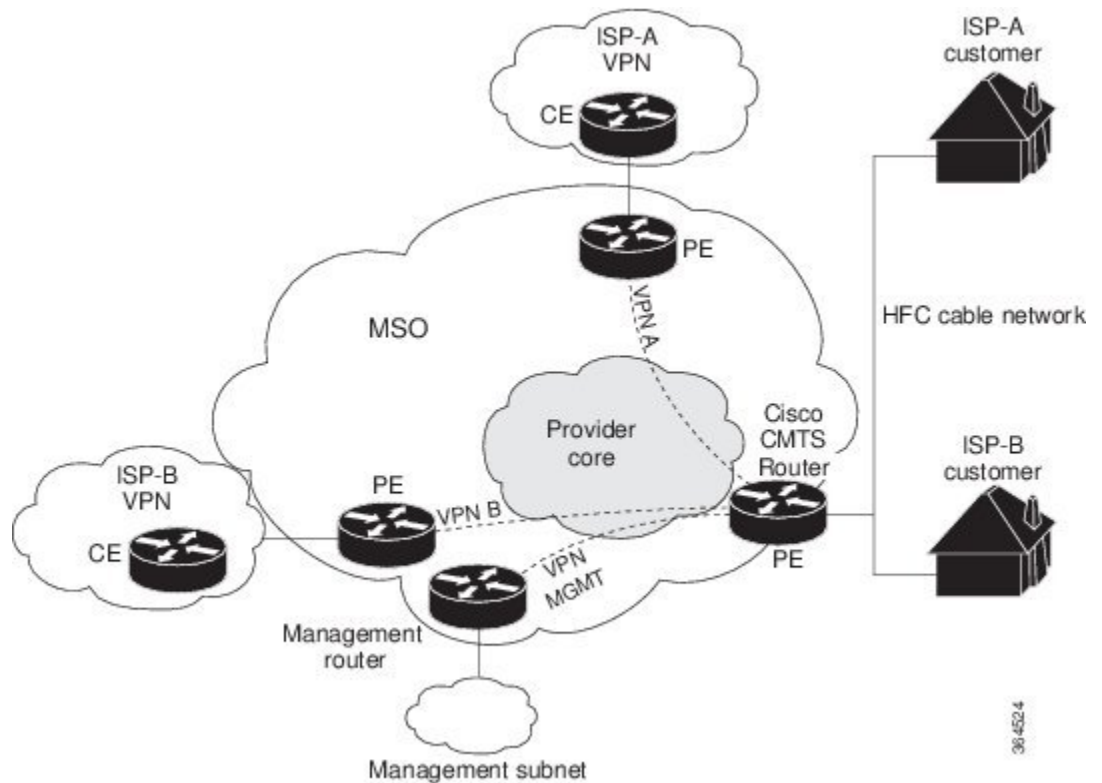 ISP-A
VPN
CE
ISP-A
customer
PE
VPN A
MSO
HFC cable network
Provider
core
Cisco
CMTS
Router
ISP-B
customer
ISP-B
VPN
CE
PE
VPN B
PE
VPN
MGMT
Management
router
Management subnet
364524